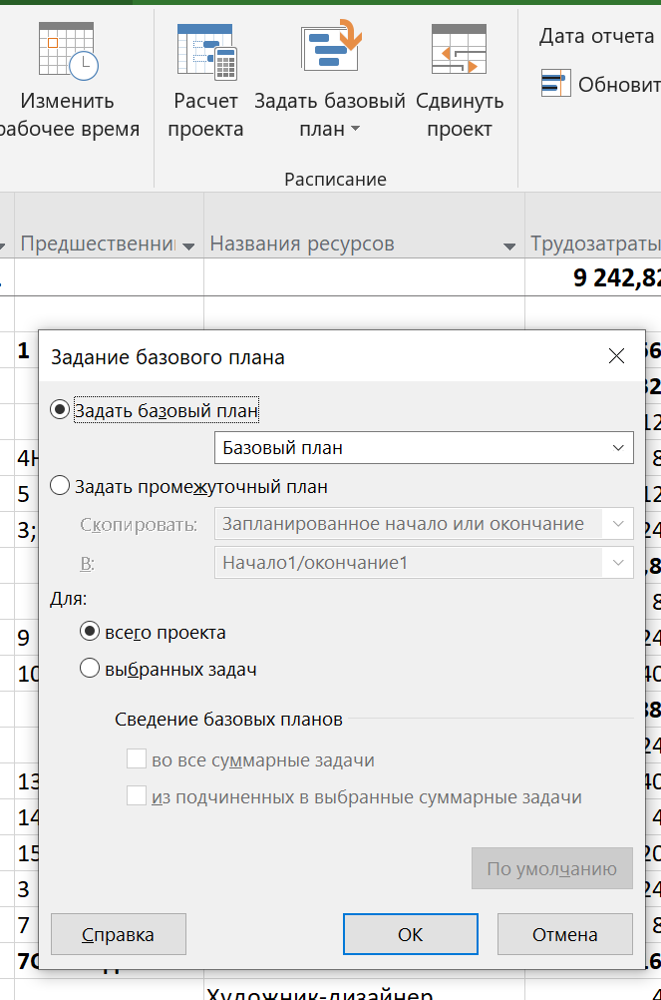 Дата отчета
Изменить
рабочее время
Расчет
проекта
Задать базовый
план
Сдвинуть
проект
Обновит
Расписание
Предшественни
Названия ресурсов
Трудозатраты
9 242,82
1
Задание базового плана
Задать базовый план
Базовый план
4Н
5
Задать промежуточный план
3;
Скопировать:
Запланированное начало или окончание
В:
Начало1/окончание1
Для:
9
всего проекта
10
выбранных задач
Сведение базовых планов
во все суммарные задачи
13
из подчиненных в выбранные суммарные задачи
14
15
По умолчанию
3
7
Справка
ОК
Отмена
Художник-дизайнер